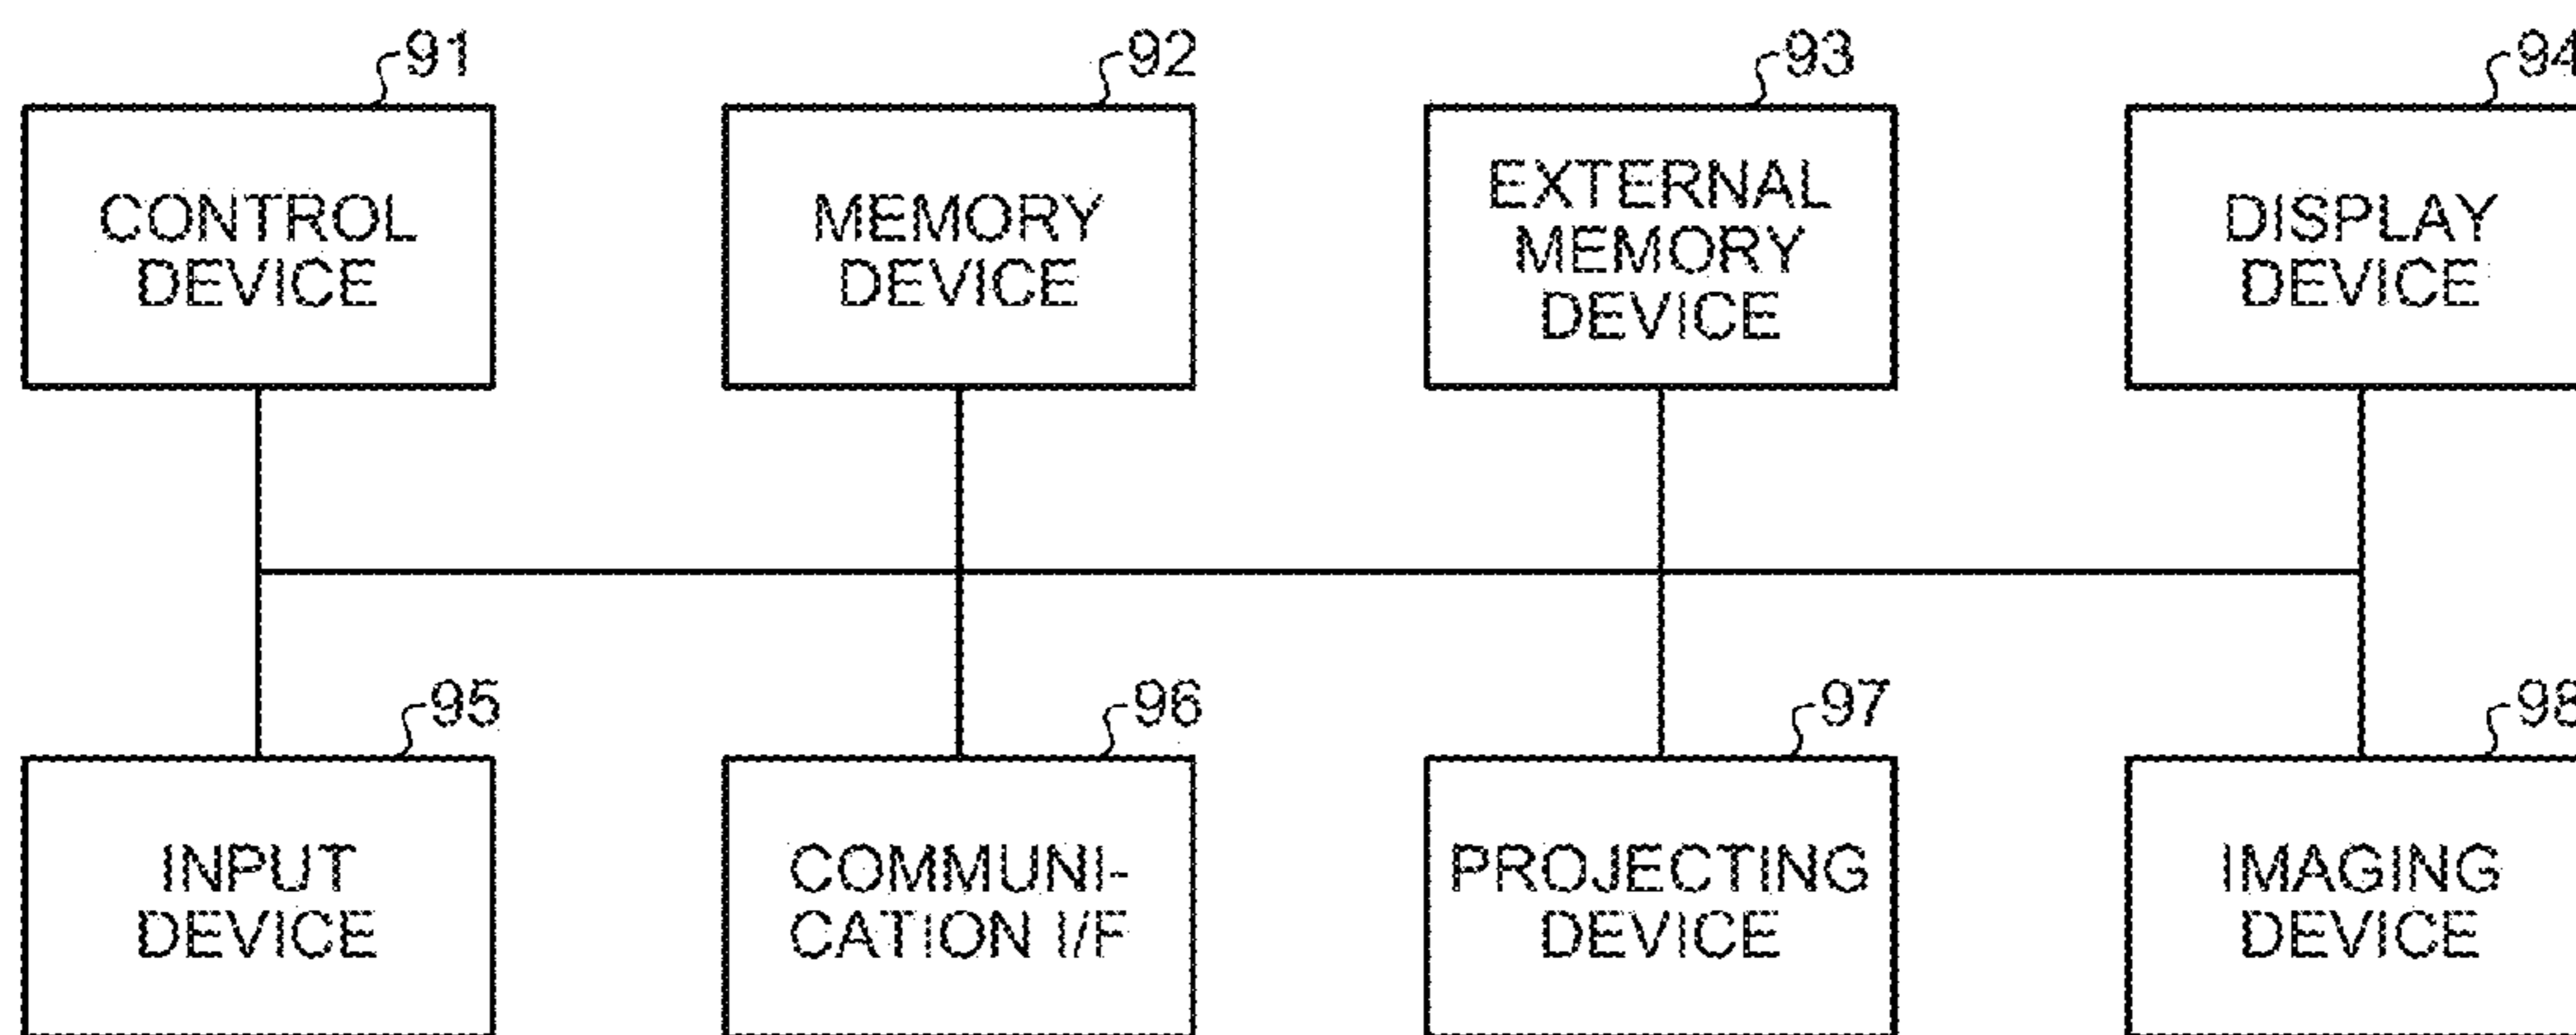 91
92
93
94
CONTROL
DEVICE
MEMORY
DEVICE
EXTERNAL
MEMORY
DEVICE
DISPLAY
DEVICE
95
96
97
98
INPUT
DEVICE
COMMUNI-
CATION I/F
PROJECTING
DEVICE
IMAGING
DEVICE